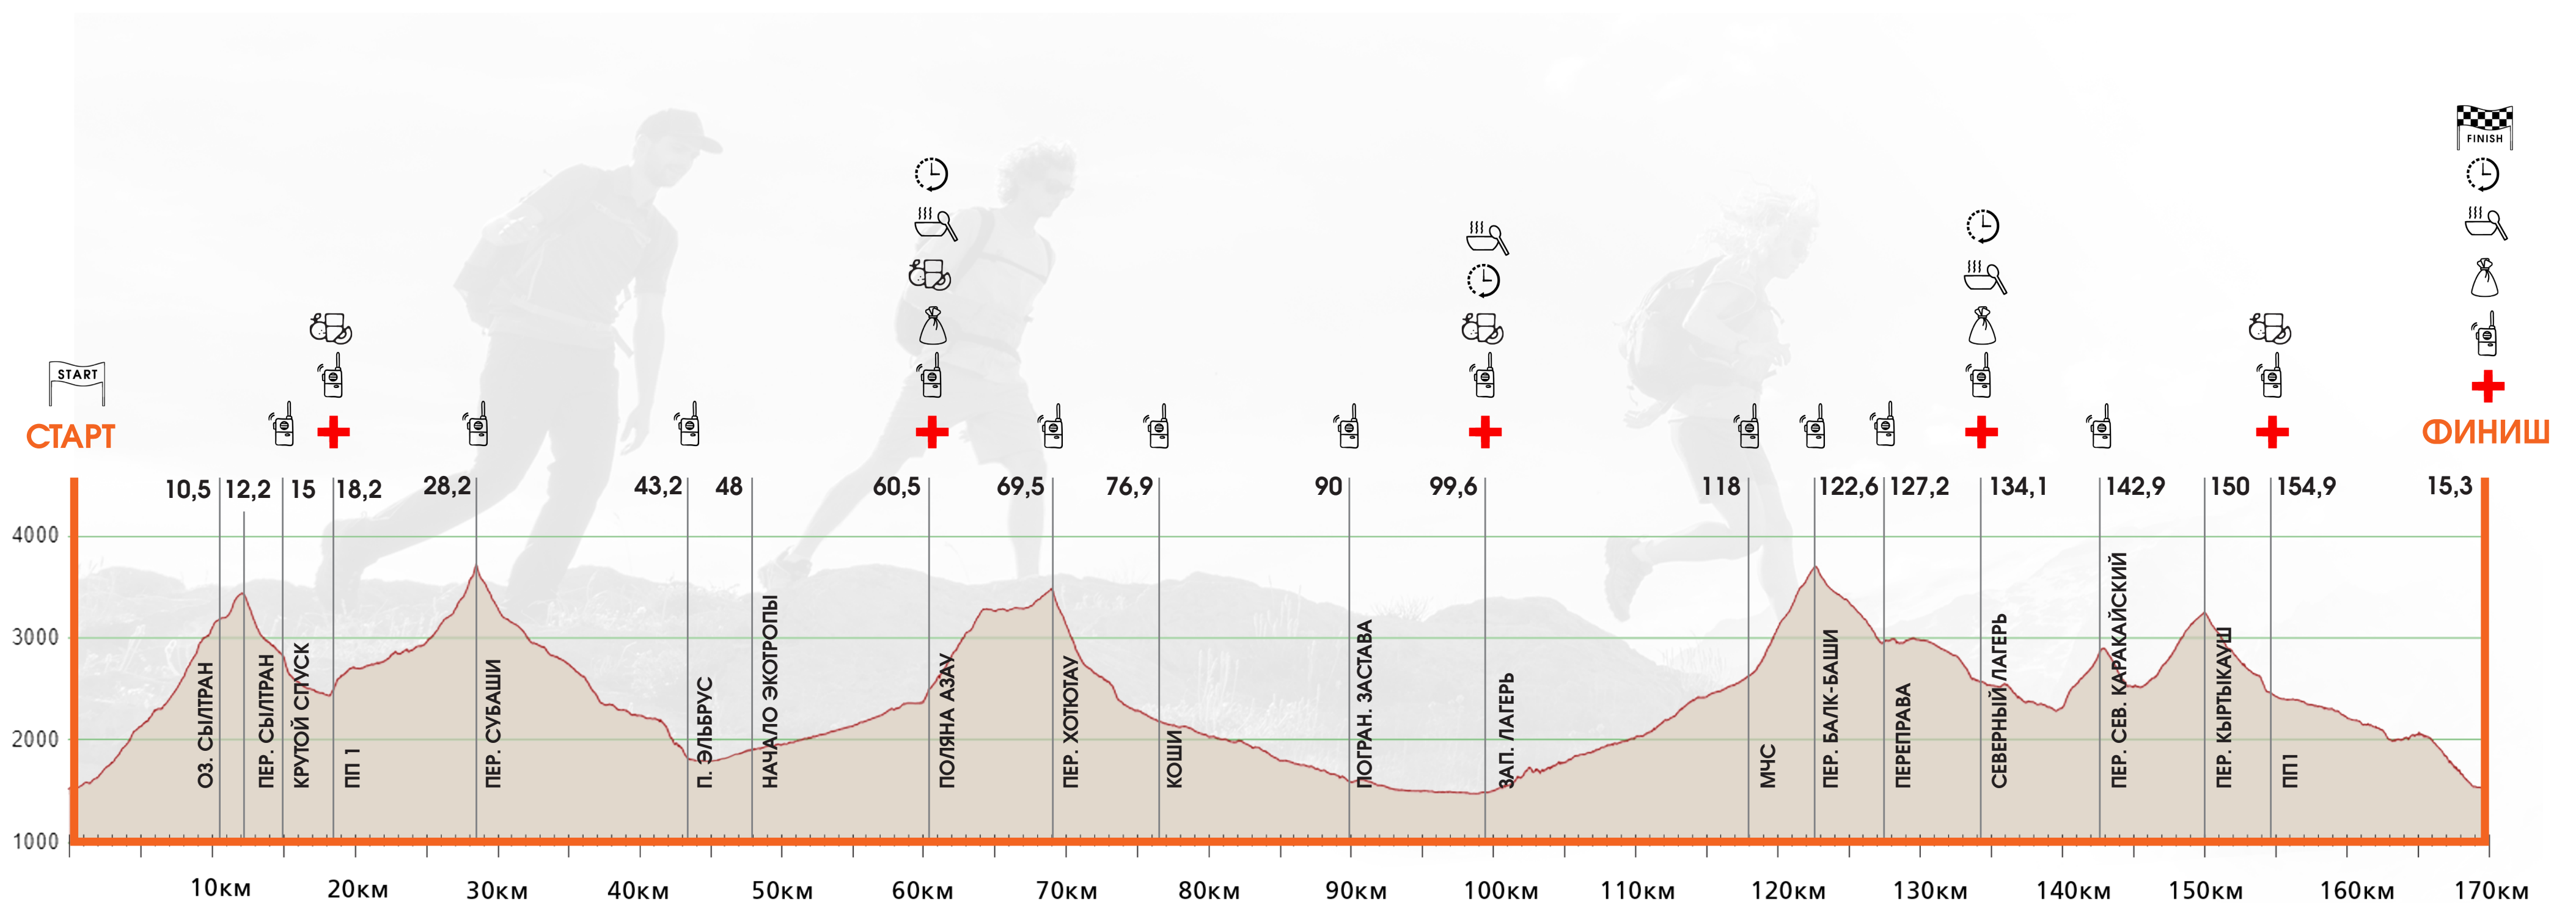 FINISH
START
СТАРТ
ФИНИШ
10,5
12,2
15
18,2
28,2
43,2
48
60,5
69,5
76,9
90
99,6
118
122,6
127,2
134,1
142,9
150
154,9
15,3
4000
3000
2000
1000
ОЗ. СЫЛТРАН
ПЕР. СЫЛТРАН
КРУТОЙ СПУСК
ПП 1
ПЕР. СУБАШИ
П. ЭЛЬБРУС
НАЧАЛО ЭКОТРОПЫ
ПОЛЯНА АЗАУ
ПЕР. ХОТЮТАУ
КОШИ
ПОГРАН. ЗАСТАВА
ЗАП. ЛАГЕРЬ
МЧС
ПЕР. БАЛК-БАШИ
ПЕРЕПРАВА
СЕВЕРНЫЙ ЛАГЕРЬ
ПЕР. СЕВ. КАРАКАЙСКИЙ
ПЕР. КЫРТЫКАУШ
ПП1
10км
20км
30км
40км
50км
60км
70км
80км
90км
100км
110км
120км
130км
140км
150км
160км
170км